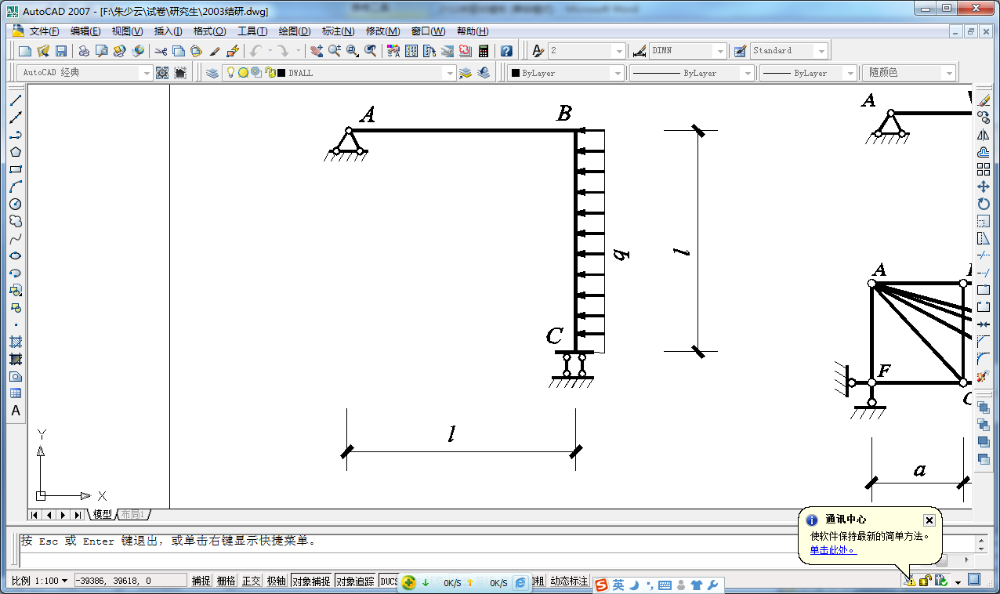 AutoCAD 2007 - [F:\朱少云\试卷\研究生\2003结研.dwg]
文件(F) 编辑(E) 视图(V) 插入(I) 格式(O) 工具(T) 绘图(D) 标注(N) 修改(M) 窗口(W) 帮助(H)
2 DIMN Standard
AutoCAD 经典 DWALL ByLayer ByLayer ByLayer 随颜色
A B
A
q
l
C
l
A
F
a
Y
X
A
模型 布局1
通讯中心
使软件保持最新的简单方法。
单击此处。
按 Esc 或 Enter 键退出，或单击右键显示快捷菜单。
比例 1:100 -39386, -39618, 捕捉 栅格 正交 极轴 对象捕捉 对象追踪 DUCS 0K/S 0K/S 粗 动态标注
S 英